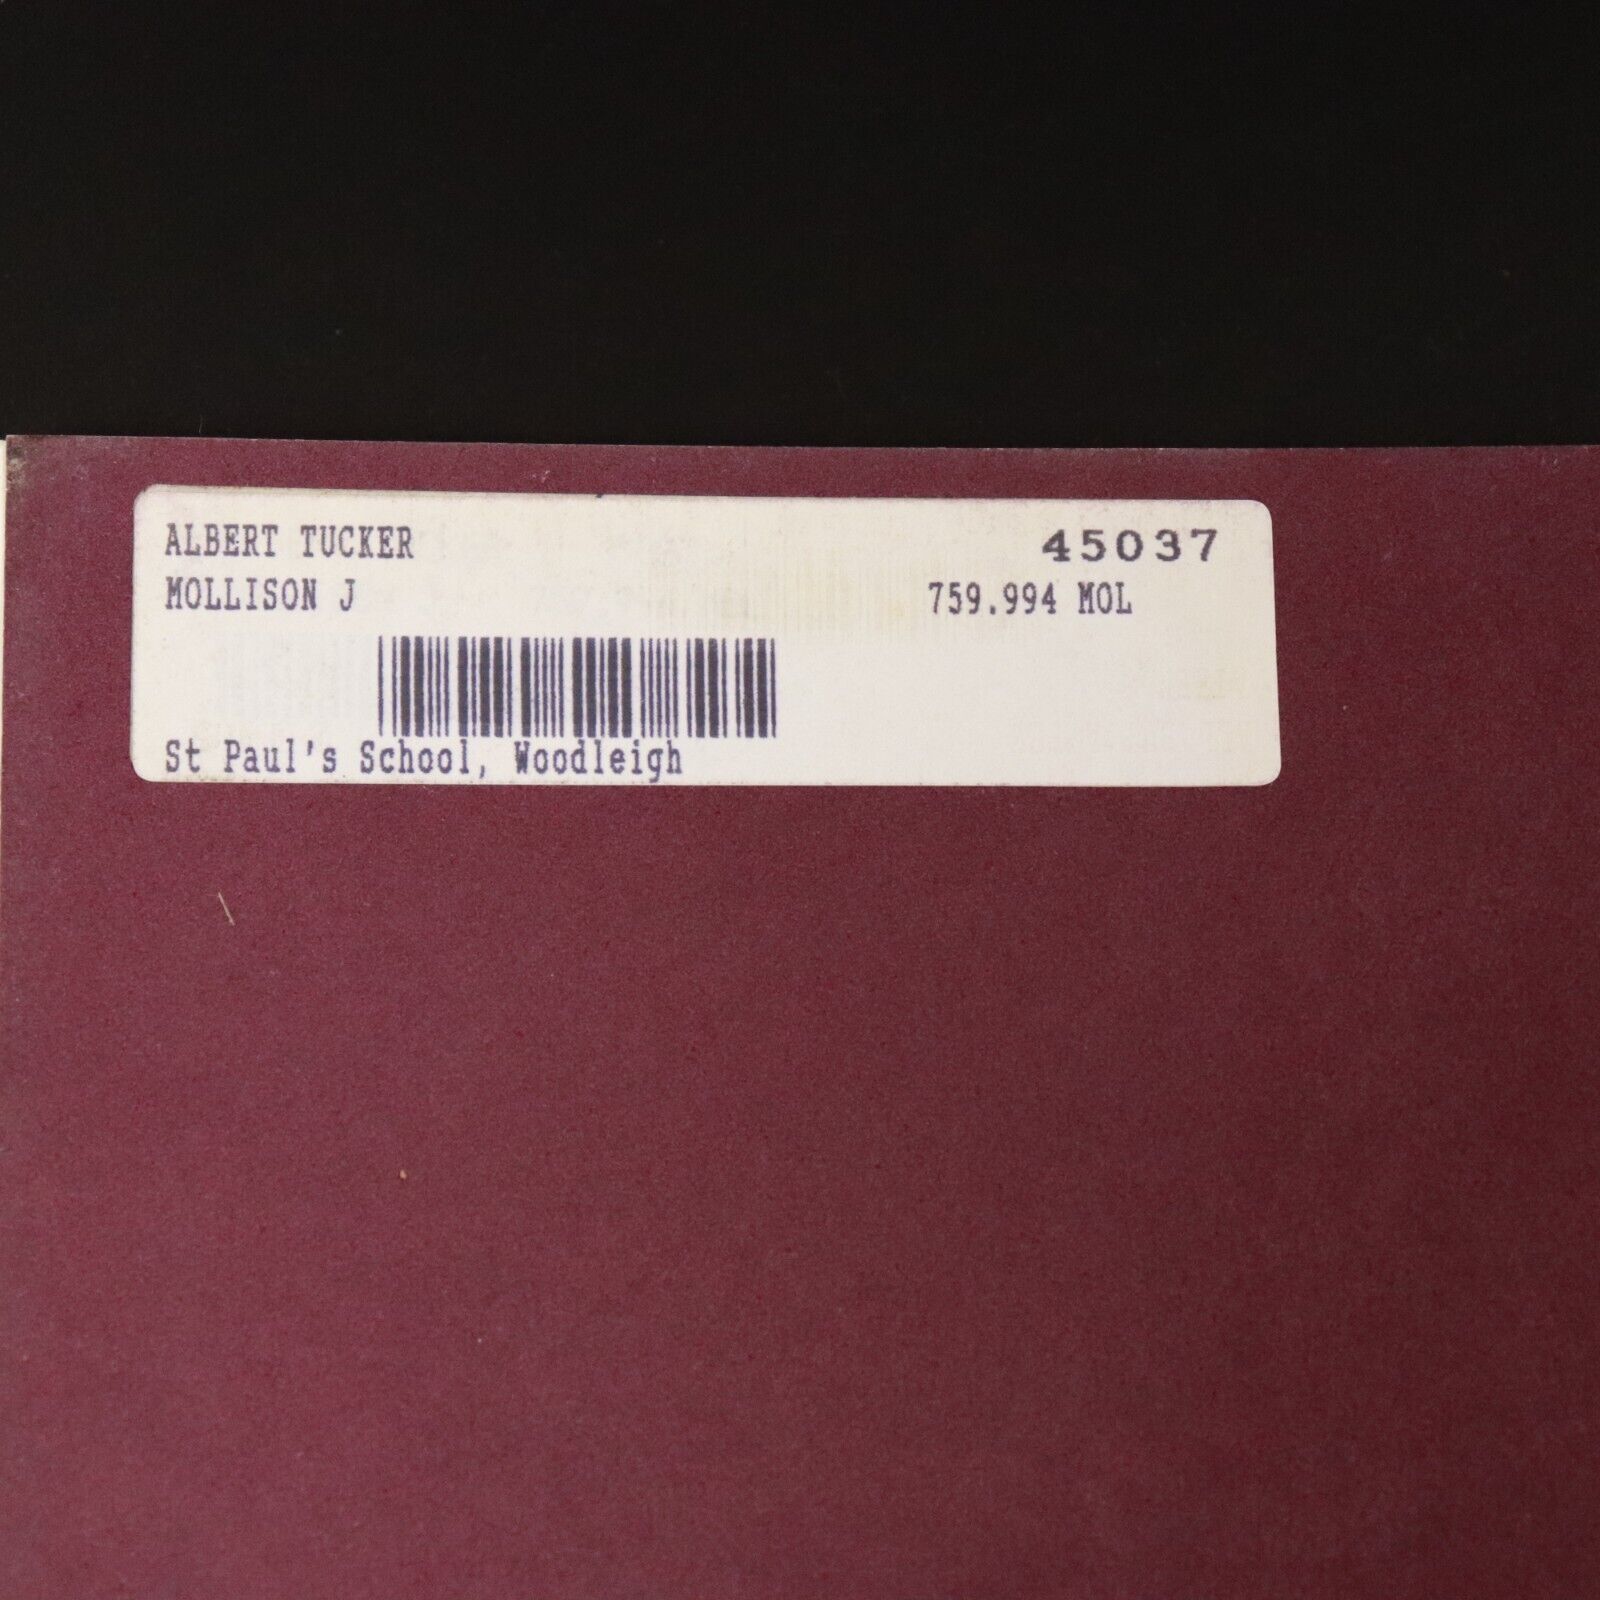 ALBERT TUCKER 45037
MOLLISON J 759.994 MOL
St Paul's School, Woodleigh